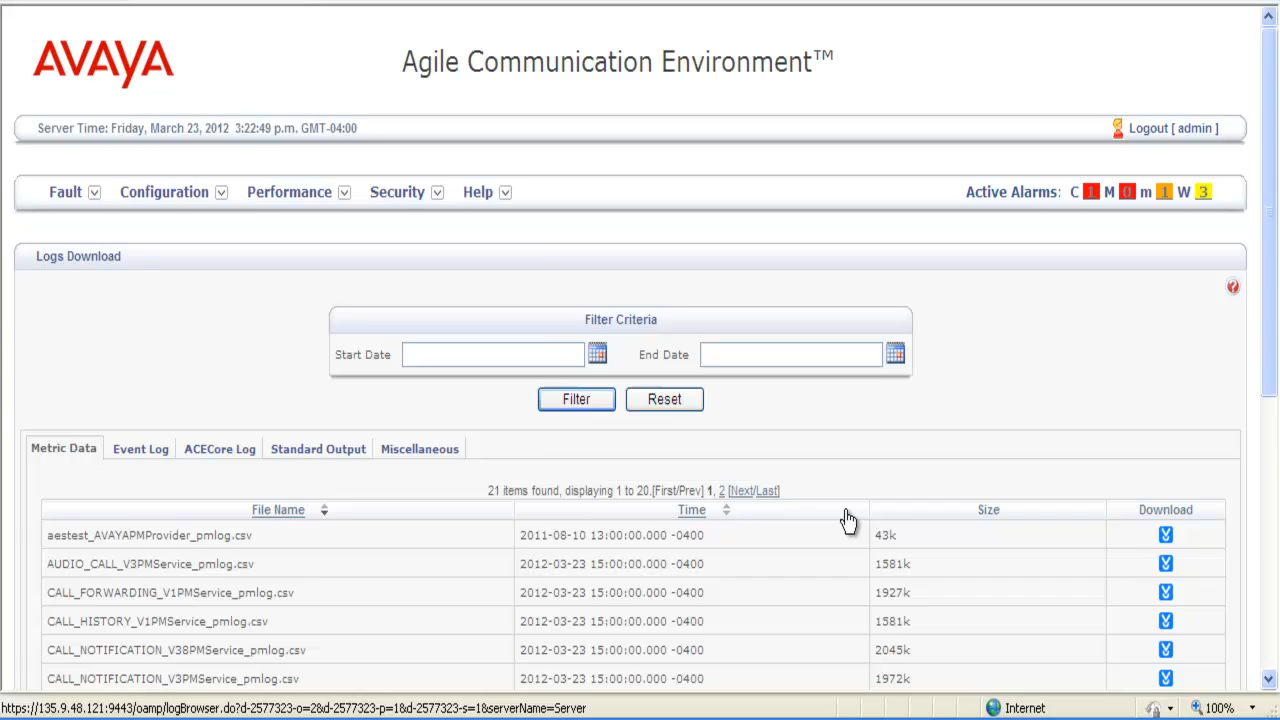 AVAYA
Agile Communication Environment™
Server Time: Friday, March 23, 2012 3:22:49 p.m. GMT-04:00
Logout [ admin ]
Fault Configuration Performance Security Help
Active Alarms: C 1 M 0 m 1 W 3
Logs Download
Filter Criteria
Start Date End Date
Filter Reset
Metric Data Event Log ACECore Log Standard Output Miscellaneous
21 items found, displaying 1 to 20.[First/Prev] 1, 2 [Next/Last]
File Name Time Size Download
aestest_AVAYAPMProvider_pmlog.csv 2011-08-10 13:00:00.000 -0400 43k
AUDIO_CALL_V3PMService_pmlog.csv 2012-03-23 15:00:00.000 -0400 1581k
CALL_FORWARDING_V1PMService_pmlog.csv 2012-03-23 15:00:00.000 -0400 1927k
CALL_HISTORY_V1PMService_pmlog.csv 2012-03-23 15:00:00.000 -0400 1581k
CALL_NOTIFICATION_V38PMService_pmlog.csv 2012-03-23 15:00:00.000 -0400 2045k
CALL_NOTIFICATION_V3PMService_pmlog.csv 2012-03-23 15:00:00.000 -0400 1972k
https://135.9.48.121:9443/oamp/logBrowser.do?d-2577323-o=2&d-2577323-p=1&d-2577323-s=1&serverName=Server Internet 100%